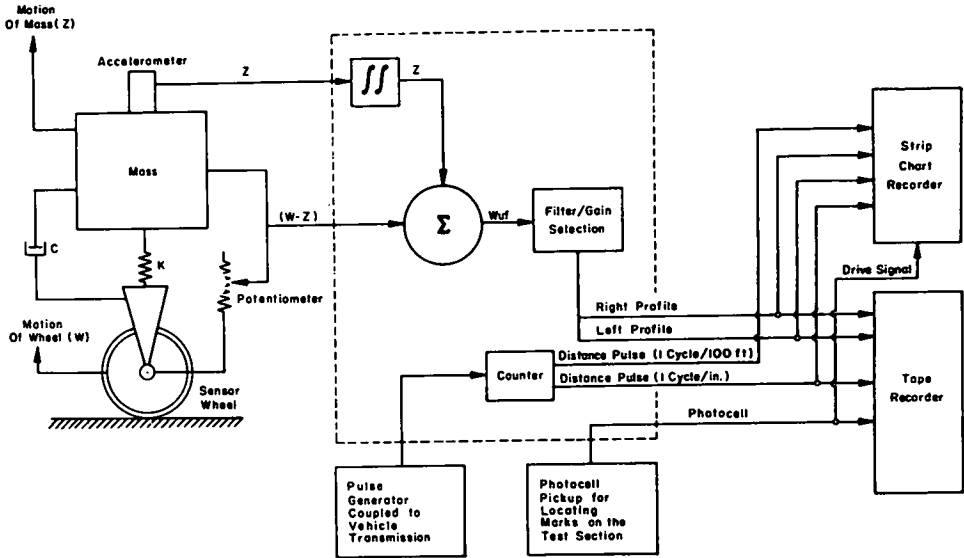 Motion
Of Mass(Z)
Accelerometer
Z
∫∫
Z
Mass
Strip
Chart
Recorder
(W-Z)
Σ
Wuf
Filter/Gain
Selection
C
K
Potentiometer
Drive Signal
Motion
Of Wheel (W)
Right Profile
Left Profile
Distance Pulse (1 Cycle/100 ft)
Counter
Distance Pulse (1 Cycle/in.)
Sensor
Wheel
Tape
Recorder
Photocell
Pulse
Generator
Coupled to
Vehicle
Transmission
Photocell
Pickup for
Locating
Marks on the
Test Section